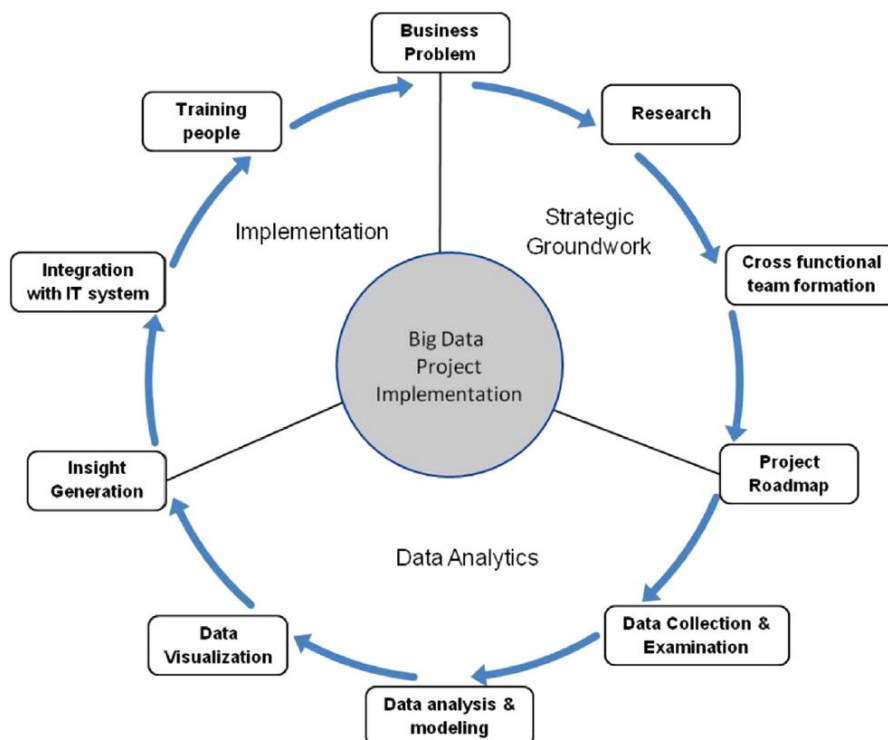 Business
Problem
Research
Cross functional
team formation
Project
Roadmap
Data Collection &
Examination
Data analysis &
modeling
Data
Visualization
Insight
Generation
Integration
with IT system
Training
people
Implementation
Strategic
Groundwork
Data Analytics
Big Data
Project
Implementation